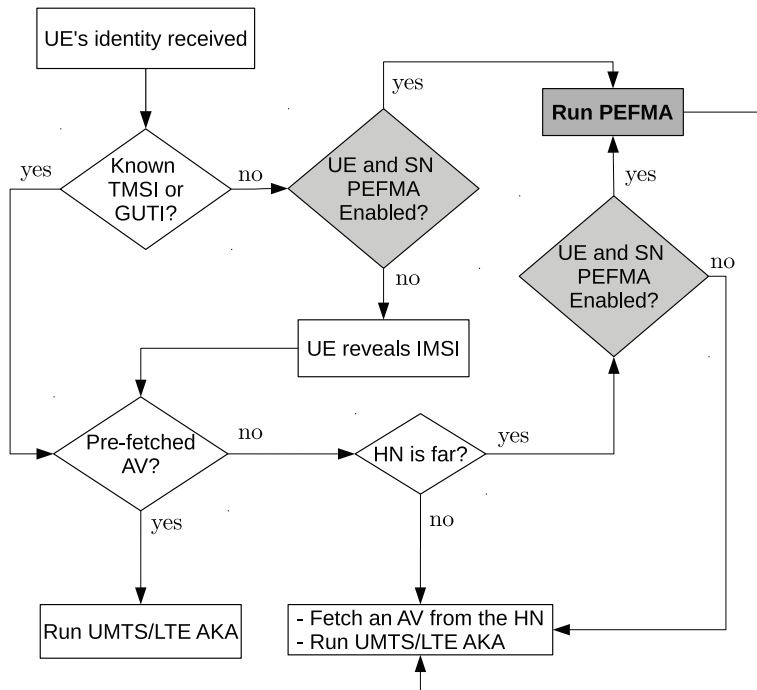 UE's identity received
yes
Run PEFMA
Known
TMSI or
GUTI?
yes
no
UE and SN
PEFMA
Enabled?
yes
UE and SN
PEFMA
Enabled?
no
no
UE reveals IMSI
Pre-fetched
AV?
no
HN is far?
yes
yes
no
Run UMTS/LTE AKA
- Fetch an AV from the HN
- Run UMTS/LTE AKA